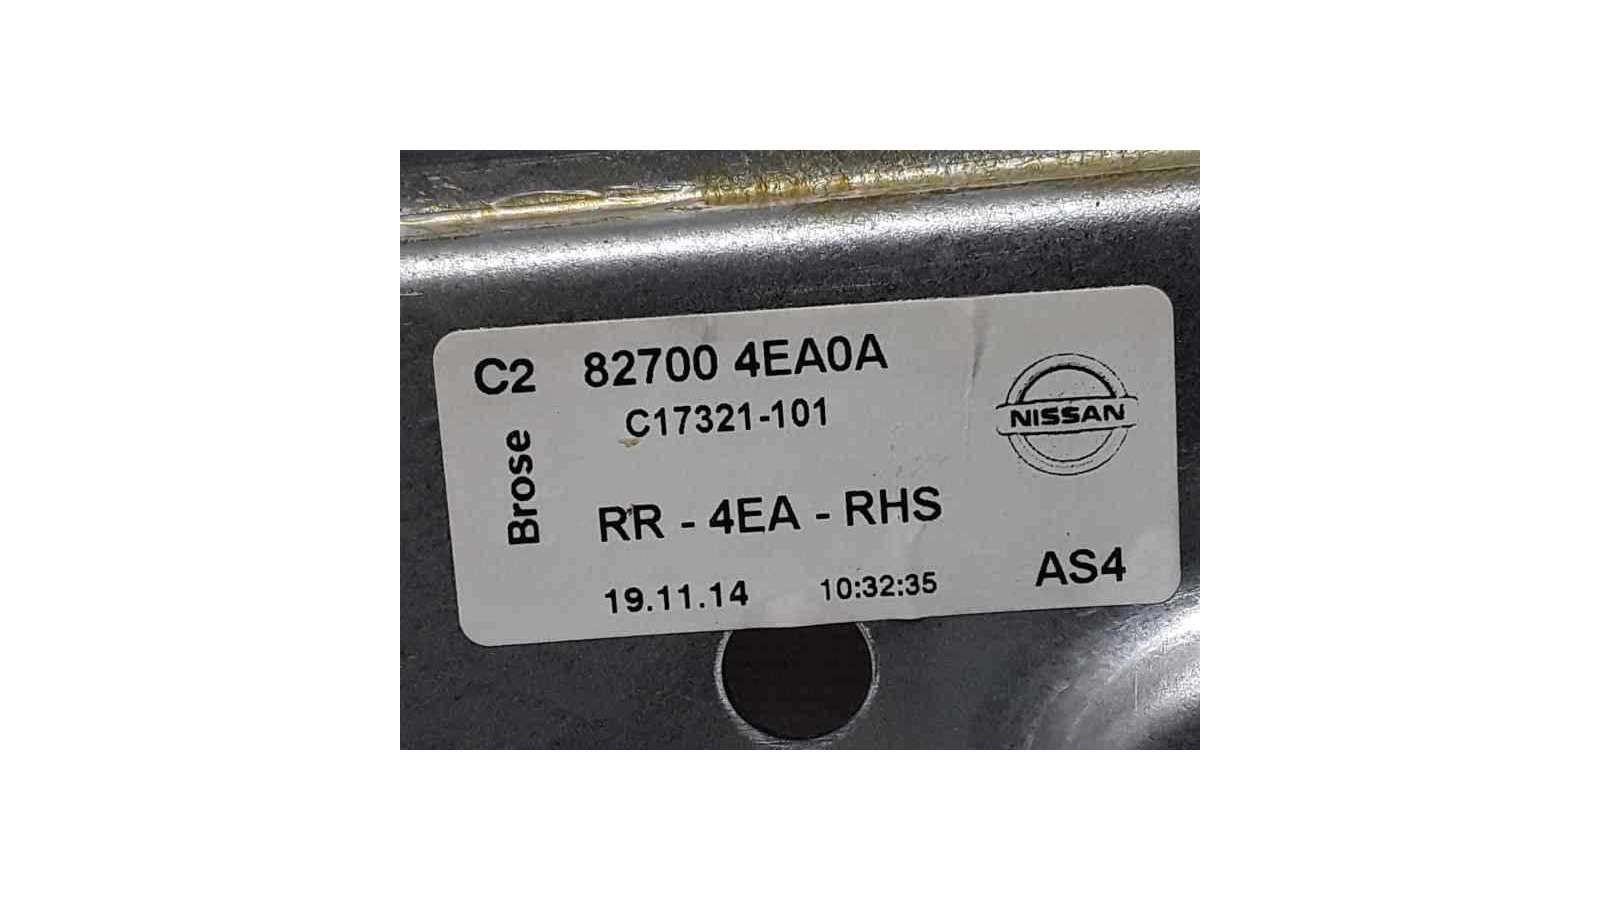 C2 82700 4EA0A
C17321-101
NISSAN
Brose
RR - 4EA - RHS
19.11.14 10:32:35
AS4